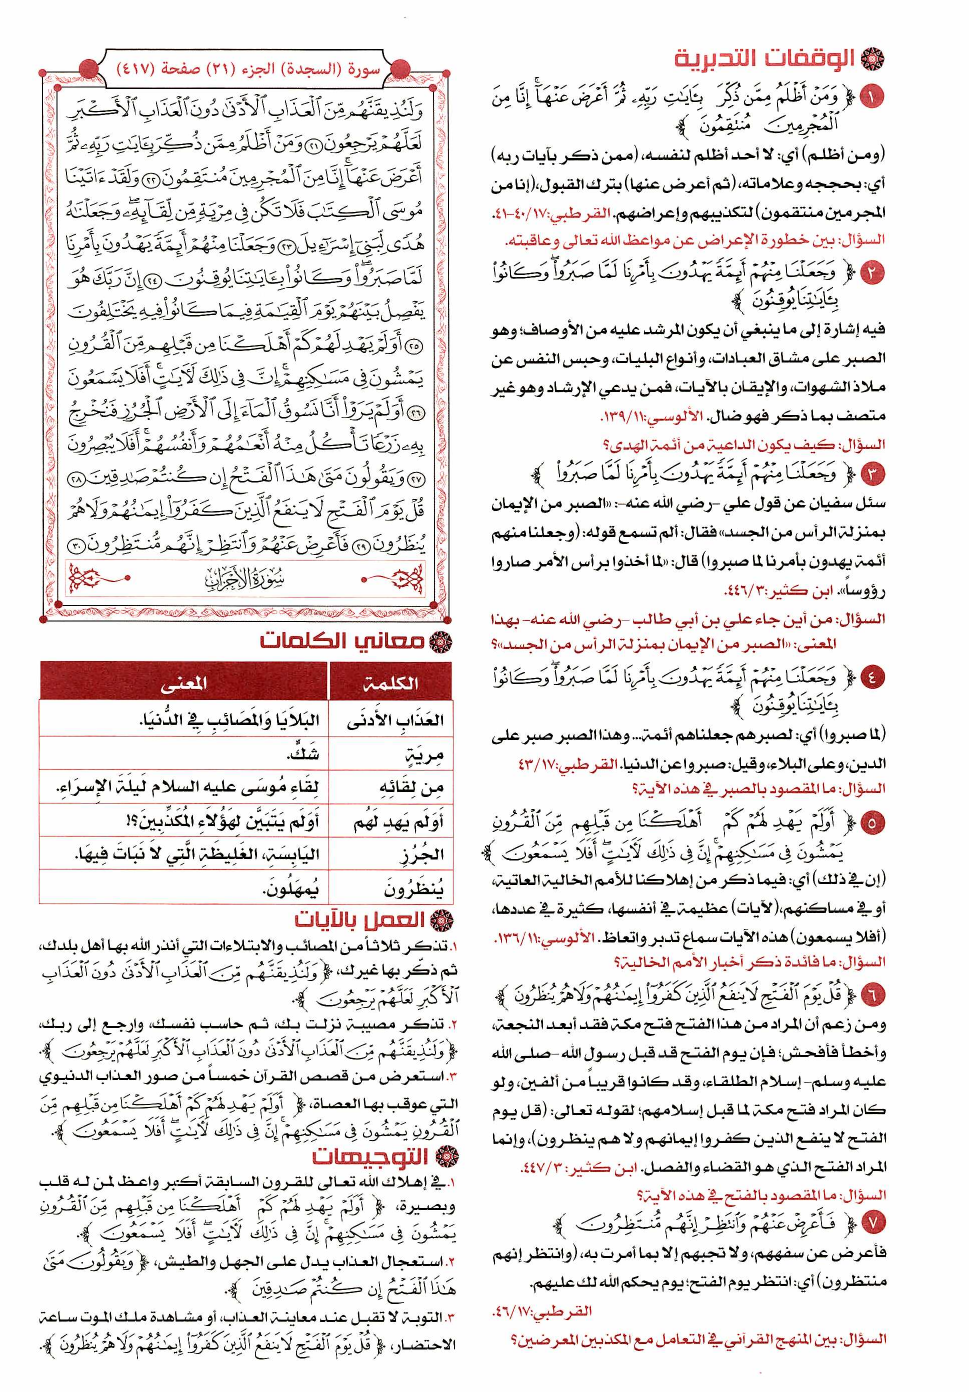 الوقفات التدبرية
١ ﴿ وَمَنْ أَظْلَمُ مِمَّن ذُكِّرَ بِـَٔايَـٰتِ رَبِّهِۦ ثُمَّ أَعْرَضَ عَنْهَآ ۚ إِنَّا مِنَ
ٱلْمُجْرِمِينَ مُنتَقِمُونَ ﴾
(ومن أظلم) أي: لا أحد أظلم لنفسه، (ممن ذكر بآيات ربه)
أي: بحججه وعلاماته، (ثم أعرض عنها) بترك القبول، (إنا من
المجرمين منتقمون) لتكذيبهم وإعراضهم. القرطبي:١٧/٤٠-٤١.
السؤال: بين خطورة الإعراض عن مواعظ الله تعالى وعاقبته.
٢ ﴿ وَجَعَلْنَا مِنْهُمْ أَئِمَّةً يَهْدُونَ بِأَمْرِنَا لَمَّا صَبَرُوا۟ ۖ وَكَانُوا۟
بِـَٔايَـٰتِنَا يُوقِنُونَ ﴾
فيه إشارة إلى ما ينبغي أن يكون المرشد عليه من الأوصاف؛ وهو
الصبر على مشاق العبادات، وأنواع البليات، وحبس النفس عن
ملاذ الشهوات، والإيقان بالآيات، فمن يدعي الإرشاد وهو غير
متصف بما ذكر فهو ضال. الألوسي:١١/١٣٩.
السؤال: كيف يكون الداعية من أئمة الهدى؟
٣ ﴿ وَجَعَلْنَا مِنْهُمْ أَئِمَّةً يَهْدُونَ بِأَمْرِنَا لَمَّا صَبَرُوا۟ ﴾
سئل سفيان عن قول علي -رضي الله عنه-: «الصبر من الإيمان
بمنزلة الرأس من الجسد» فقال: ألم تسمع قوله: (وجعلنا منهم
أئمة يهدون بأمرنا لما صبروا) قال: «لما أخذوا برأس الأمر صاروا
رؤوساً». ابن كثير:٣/٤٤٦.
السؤال: من أين جاء علي بن أبي طالب -رضي الله عنه- بهذا
المعنى: «الصبر من الإيمان بمنزلة الرأس من الجسد»؟
٤ ﴿ وَجَعَلْنَا مِنْهُمْ أَئِمَّةً يَهْدُونَ بِأَمْرِنَا لَمَّا صَبَرُوا۟ ۖ وَكَانُوا۟
بِـَٔايَـٰتِنَا يُوقِنُونَ ﴾
(لما صبروا) أي: لصبرهم جعلناهم أئمة... وهذا الصبر صبر على
الدين، وعلى البلاء، وقيل: صبروا عن الدنيا. القرطبي:١٧/٤٣
السؤال: ما المقصود بالصبر في هذه الآية؟
٥ ﴿ أَوَلَمْ يَهْدِ لَهُمْ كَمْ أَهْلَكْنَا مِن قَبْلِهِم مِّنَ ٱلْقُرُونِ
يَمْشُونَ فِى مَسَـٰكِنِهِمْ ۚ إِنَّ فِى ذَٰلِكَ لَـَٔايَـٰتٍ ۖ أَفَلَا يَسْمَعُونَ ﴾
(إن في ذلك) أي: فيما ذكر من إهلاكنا للأمم الخالية العاتية،
أو في مساكنهم، (لآيات) عظيمة في أنفسها، كثيرة في عددها،
(أفلا يسمعون) هذه الآيات سماع تدبر واتعاظ. الألوسي:١١/١٣٦.
السؤال: ما فائدة ذكر أخبار الأمم الخالية؟
٦ ﴿ قُلْ يَوْمَ ٱلْفَتْحِ لَا يَنفَعُ ٱلَّذِينَ كَفَرُوٓا۟ إِيمَـٰنُهُمْ وَلَا هُمْ يُنظَرُونَ ﴾
ومن زعم أن المراد من هذا الفتح فتح مكة فقد أبعد النجعة،
وأخطأ فأفحش؛ فإن يوم الفتح قد قبل رسول الله -صلى الله
عليه وسلم- إسلام الطلقاء، وقد كانوا قريباً من ألفين، ولو
كان المراد فتح مكة لما قبل إسلامهم؛ لقوله تعالى: (قل يوم
الفتح لا ينفع الذين كفروا إيمانهم ولا هم ينظرون)، وإنما
المراد الفتح الذي هو القضاء والفصل. ابن كثير:٣/٤٤٧.
السؤال: ما المقصود بالفتح في هذه الآية؟
٧ ﴿ فَأَعْرِضْ عَنْهُمْ وَٱنتَظِرْ إِنَّهُم مُّنتَظِرُونَ ﴾
فأعرض عن سفههم، ولا تجبهم إلا بما أمرت به، (وانتظر إنهم
منتظرون) أي: انتظر يوم الفتح؛ يوم يحكم الله لك عليهم.
القرطبي:١٧/٤٦.
السؤال: بين المنهج القرآني في التعامل مع المكذبين المعرضين؟
سورة (السجدة) الجزء (٢١) صفحة (٤١٧)
وَلَنُذِيقَنَّهُم مِّنَ ٱلْعَذَابِ ٱلْأَدْنَىٰ دُونَ ٱلْعَذَابِ ٱلْأَكْبَرِ
لَعَلَّهُمْ يَرْجِعُونَ ٢١ وَمَنْ أَظْلَمُ مِمَّن ذُكِّرَ بِـَٔايَـٰتِ رَبِّهِۦ ثُمَّ
أَعْرَضَ عَنْهَآ ۚ إِنَّا مِنَ ٱلْمُجْرِمِينَ مُنتَقِمُونَ ٢٢ وَلَقَدْ ءَاتَيْنَا
مُوسَى ٱلْكِتَـٰبَ فَلَا تَكُن فِى مِرْيَةٍ مِّن لِّقَآئِهِۦ ۖ وَجَعَلْنَـٰهُ
هُدًى لِّبَنِىٓ إِسْرَٰٓءِيلَ ٢٣ وَجَعَلْنَا مِنْهُمْ أَئِمَّةً يَهْدُونَ بِأَمْرِنَا
لَمَّا صَبَرُوا۟ ۖ وَكَانُوا۟ بِـَٔايَـٰتِنَا يُوقِنُونَ ٢٤ إِنَّ رَبَّكَ هُوَ
يَفْصِلُ بَيْنَهُمْ يَوْمَ ٱلْقِيَـٰمَةِ فِيمَا كَانُوا۟ فِيهِ يَخْتَلِفُونَ
٢٥ أَوَلَمْ يَهْدِ لَهُمْ كَمْ أَهْلَكْنَا مِن قَبْلِهِم مِّنَ ٱلْقُرُونِ
يَمْشُونَ فِى مَسَـٰكِنِهِمْ ۚ إِنَّ فِى ذَٰلِكَ لَـَٔايَـٰتٍ ۖ أَفَلَا يَسْمَعُونَ
٢٦ أَوَلَمْ يَرَوْا۟ أَنَّا نَسُوقُ ٱلْمَآءَ إِلَى ٱلْأَرْضِ ٱلْجُرُزِ فَنُخْرِجُ
بِهِۦ زَرْعًا تَأْكُلُ مِنْهُ أَنْعَـٰمُهُمْ وَأَنفُسُهُمْ ۖ أَفَلَا يُبْصِرُونَ
٢٧ وَيَقُولُونَ مَتَىٰ هَـٰذَا ٱلْفَتْحُ إِن كُنتُمْ صَـٰدِقِينَ ٢٨
قُلْ يَوْمَ ٱلْفَتْحِ لَا يَنفَعُ ٱلَّذِينَ كَفَرُوٓا۟ إِيمَـٰنُهُمْ وَلَا هُمْ
يُنظَرُونَ ٢٩ فَأَعْرِضْ عَنْهُمْ وَٱنتَظِرْ إِنَّهُم مُّنتَظِرُونَ ٣٠
سُورَةُ الأَحْزَابِ
معاني الكلمات
الكلمة المعنى
العَذَابِ الأَدنَى البَلَايَا وَالمَصَائِبِ فِي الدُّنيَا.
مِريَةٍ شَكٍّ.
مِن لِقَائِهِ لِقَاءِ مُوسَى عليه السلام لَيلَةَ الإِسرَاءِ.
أَوَلَم يَهدِ لَهُم أَوَلَم يَتَبَيَّن لِهَؤُلَاءِ المُكَذِّبِينَ؟!
الجُرُزِ اليَابِسَةِ، الغَلِيظَةِ الَّتِي لَا نَبَاتَ فِيهَا.
يُنظَرُونَ يُمهَلُونَ.
العمل بالآيات
١. تذكر ثلاثاً من المصائب والابتلاءات التي أنذر الله بها أهل بلدك،
ثم ذكّر بها غيرك، ﴿ وَلَنُذِيقَنَّهُم مِّنَ ٱلْعَذَابِ ٱلْأَدْنَىٰ دُونَ ٱلْعَذَابِ
ٱلْأَكْبَرِ لَعَلَّهُمْ يَرْجِعُونَ ﴾.
٢. تذكر مصيبة نزلت بك، ثم حاسب نفسك، وارجع إلى ربك،
﴿ وَلَنُذِيقَنَّهُم مِّنَ ٱلْعَذَابِ ٱلْأَدْنَىٰ دُونَ ٱلْعَذَابِ ٱلْأَكْبَرِ لَعَلَّهُمْ يَرْجِعُونَ ﴾.
٣. استعرض من قصص القرآن خمساً من صور العذاب الدنيوي
التي عوقب بها العصاة، ﴿ أَوَلَمْ يَهْدِ لَهُمْ كَمْ أَهْلَكْنَا مِن قَبْلِهِم مِّنَ
ٱلْقُرُونِ يَمْشُونَ فِى مَسَـٰكِنِهِمْ ۚ إِنَّ فِى ذَٰلِكَ لَـَٔايَـٰتٍ ۖ أَفَلَا يَسْمَعُونَ ﴾.
التوجيهات
١. في إهلاك الله تعالى للقرون السابقة أكبر واعظ لمن له قلب
وبصيرة، ﴿ أَوَلَمْ يَهْدِ لَهُمْ كَمْ أَهْلَكْنَا مِن قَبْلِهِم مِّنَ ٱلْقُرُونِ
يَمْشُونَ فِى مَسَـٰكِنِهِمْ ۚ إِنَّ فِى ذَٰلِكَ لَـَٔايَـٰتٍ ۖ أَفَلَا يَسْمَعُونَ ﴾.
٢. استعجال العذاب يدل على الجهل والطيش، ﴿ وَيَقُولُونَ مَتَىٰ
هَـٰذَا ٱلْفَتْحُ إِن كُنتُمْ صَـٰدِقِينَ ﴾.
٣. التوبة لا تقبل عند معاينة العذاب، أو مشاهدة ملك الموت ساعة
الاحتضار، ﴿ قُلْ يَوْمَ ٱلْفَتْحِ لَا يَنفَعُ ٱلَّذِينَ كَفَرُوٓا۟ إِيمَـٰنُهُمْ وَلَا هُمْ يُنظَرُونَ ﴾.